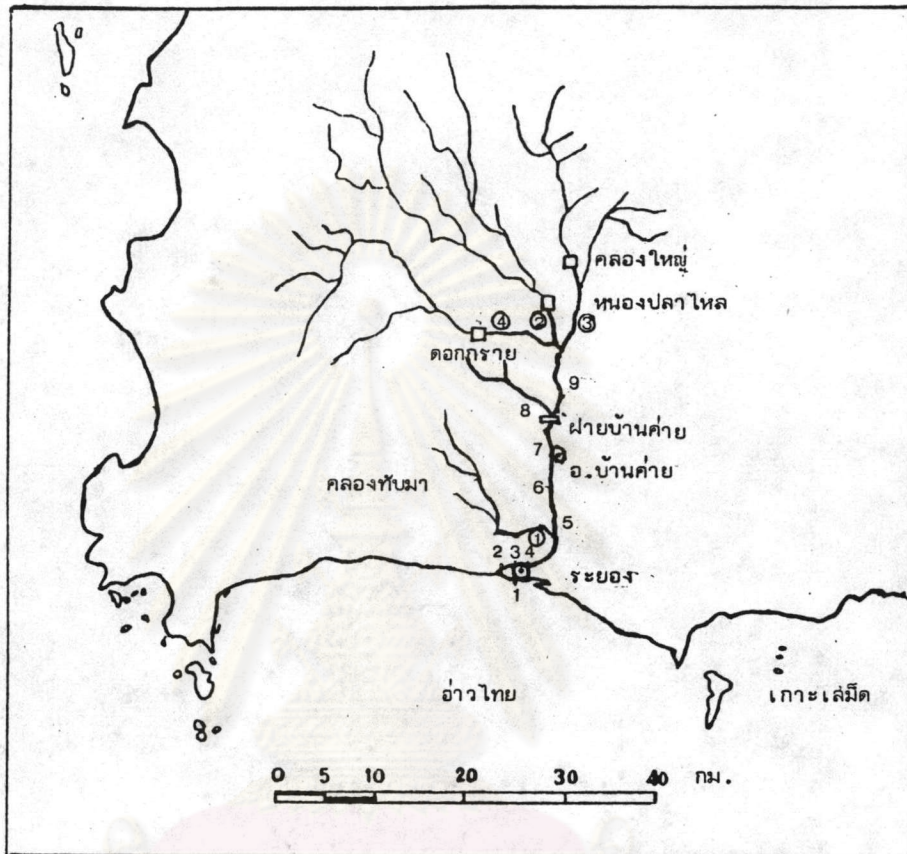 คลองใหญ่
หนองปลาไหล
④ ② ③
ดอกกราย
9
8
ฝายบ้านค่าย
7
อ.บ้านค่าย
คลองทับมา
6
5
①
2 3 4
ระยอง
1
อ่าวไทย
เกาะเสม็ด
0 5 10 20 30 40 กม.